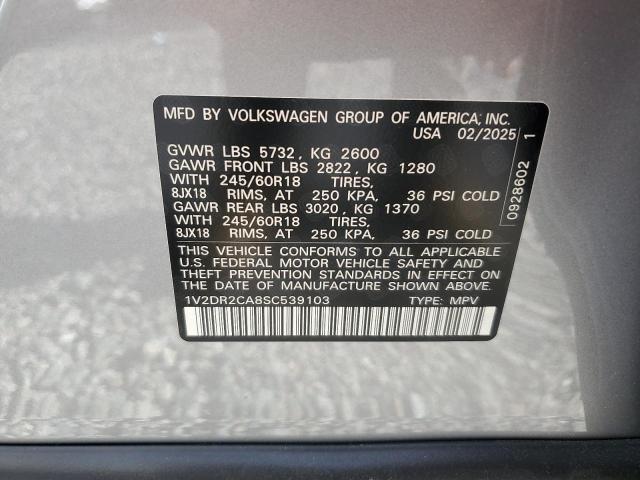 MFD BY VOLKSWAGEN GROUP OF AMERICA, INC.
USA 02/2025
GVWR LBS 5732, KG 2600
GAWR FRONT LBS 2822, KG 1280
WITH 245/60R18 TIRES,
8JX18 RIMS, AT 250 KPA, 36 PSI COLD
GAWR REAR LBS 3020, KG 1370
WITH 245/60R18 TIRES,
8JX18 RIMS, AT 250 KPA, 36 PSI COLD
THIS VEHICLE CONFORMS TO ALL APPLICABLE
U.S. FEDERAL MOTOR VEHICLE SAFETY AND
THEFT PREVENTION STANDARDS IN EFFECT ON
THE DATE OF MANUFACTURE SHOWN ABOVE.
1V2DR2CA8SC539103 TYPE: MPV
0928602
1